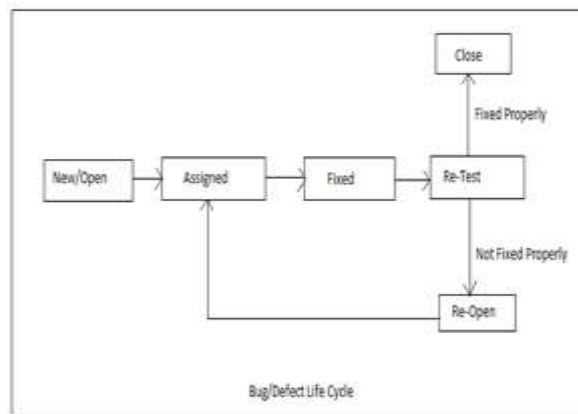 Close
Fixed Properly
New/Open
Assigned
Fixed
Re-Test
Not Fixed Properly
Re-Open
Bug/Defect Life Cycle